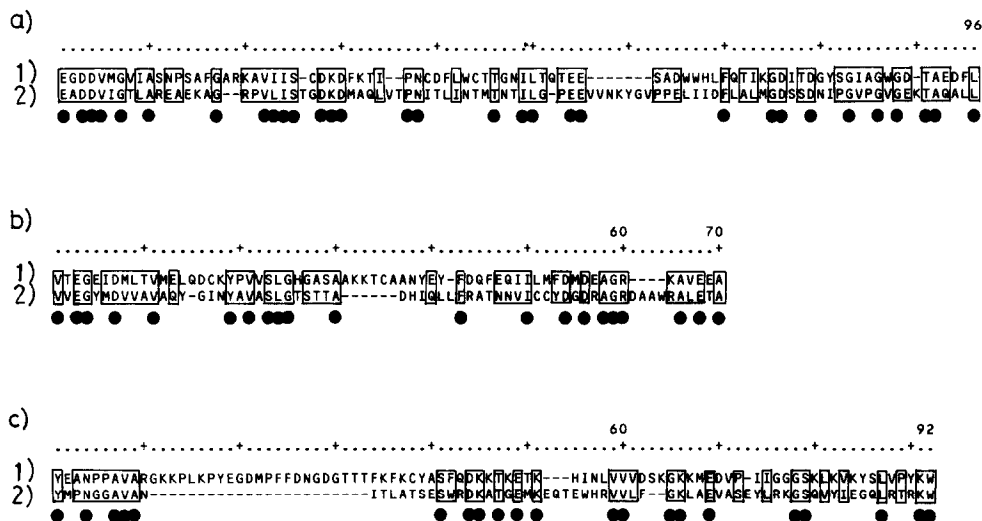 a)
96
1) EGDDVMGVIASNPSAFGARKAVIIS-CDKDFKTI--PNCDFLWCTTGNILTQTEE-------SADWWHLFQTIKGDITDGYSGIAGWGD-TAEDFL
2) EADDVIGTLAREAEKAG--RPVLISTGDKDMAQLVTPNITLINTMTNTILG-PEEVVNKYGVPPELIIDFLALMGDSSDNIPGVPGVGEKTAQALL
b)
60 70
1) VTEGEIDMLTVMELQDCKYPVVSLGHGASAAKKTCAANYEY-FDQFEQIILMFDMDEAGR----KAVEEA
2) VVEGYMDVVAVAQY-GINYAVASLGTSTTA------DHIQLLFRATNNVICCYDGDRAGRDAAWRALETA
c)
60 92
1) YEANPPAVARGKKPLKPYEGDMPFFDNGDGTTTFKFKCYASFQDKKTKETK---HINLVVVDSKGKKMEDVP-IIGGGSKLKVKYSLVPYKW
2) YMPNGGAVAN-----------------------ITLATSESWRDKATGEMKEQTEWHRVVLF--GKLAEVASEYLRKGSQVYIEGQLRTRKW